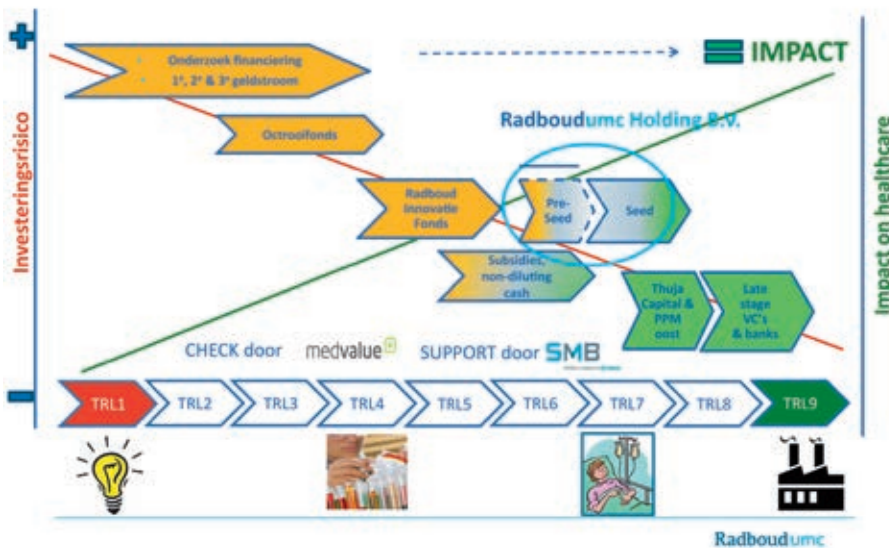 Onderzoek financiering
1e, 2e & 3e geldstroom
IMPACT
Octrooifonds
Radboudumc Holding B.V.
Investeringsrisico
Impact on healthcare
Radboud
Innovatie
Fonds
Pre-
Seed
Seed
Subsidies,
non-diluting
cash
Thuja
Capital &
PPM
oost
Late
stage
VC's
& banks
CHECK door
medvalue
SUPPORT door
SMB
TRL1
TRL2
TRL3
TRL4
TRL5
TRL6
TRL7
TRL8
TRL9
Radboudumc